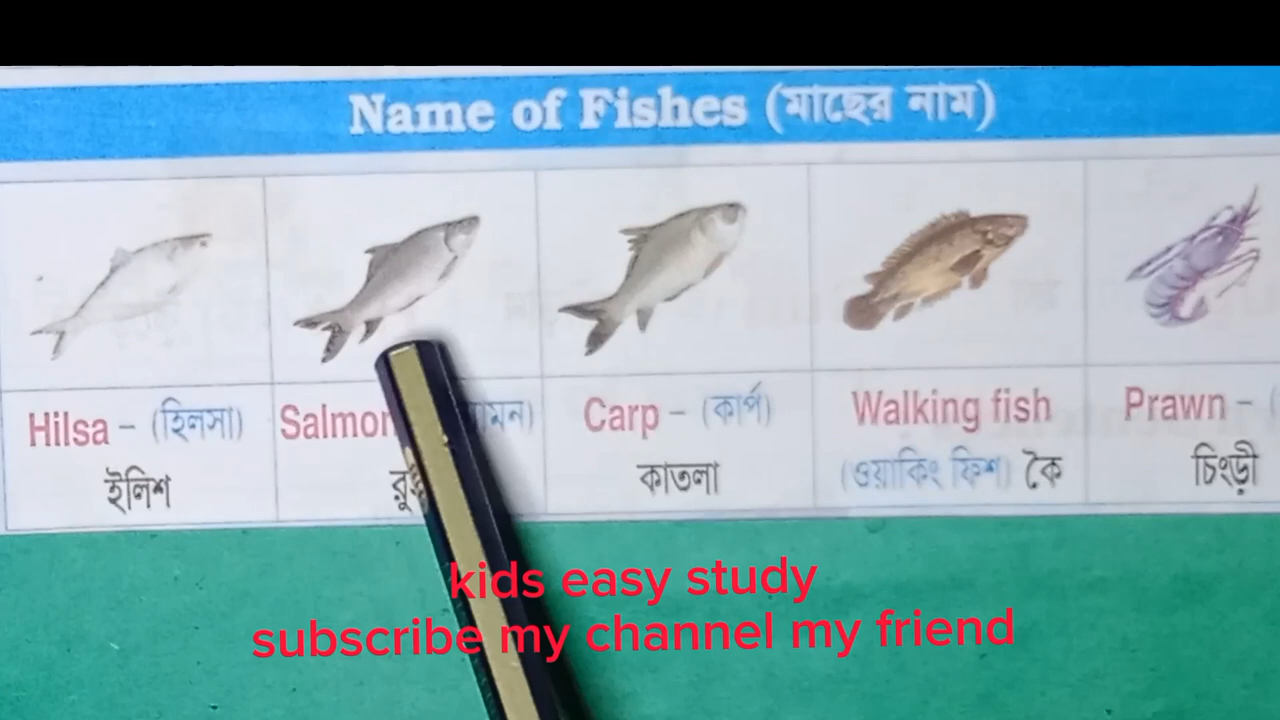 Name of Fishes (মাছের নাম)
Hilsa – (হিলসা)
ইলিশ
Salmon
Carp – (কার্প)
কাতলা
Walking fish
(ওয়াকিং ফিশ) কৈ
Prawn –
চিংড়ী
kids easy study
subscribe my channel my friend